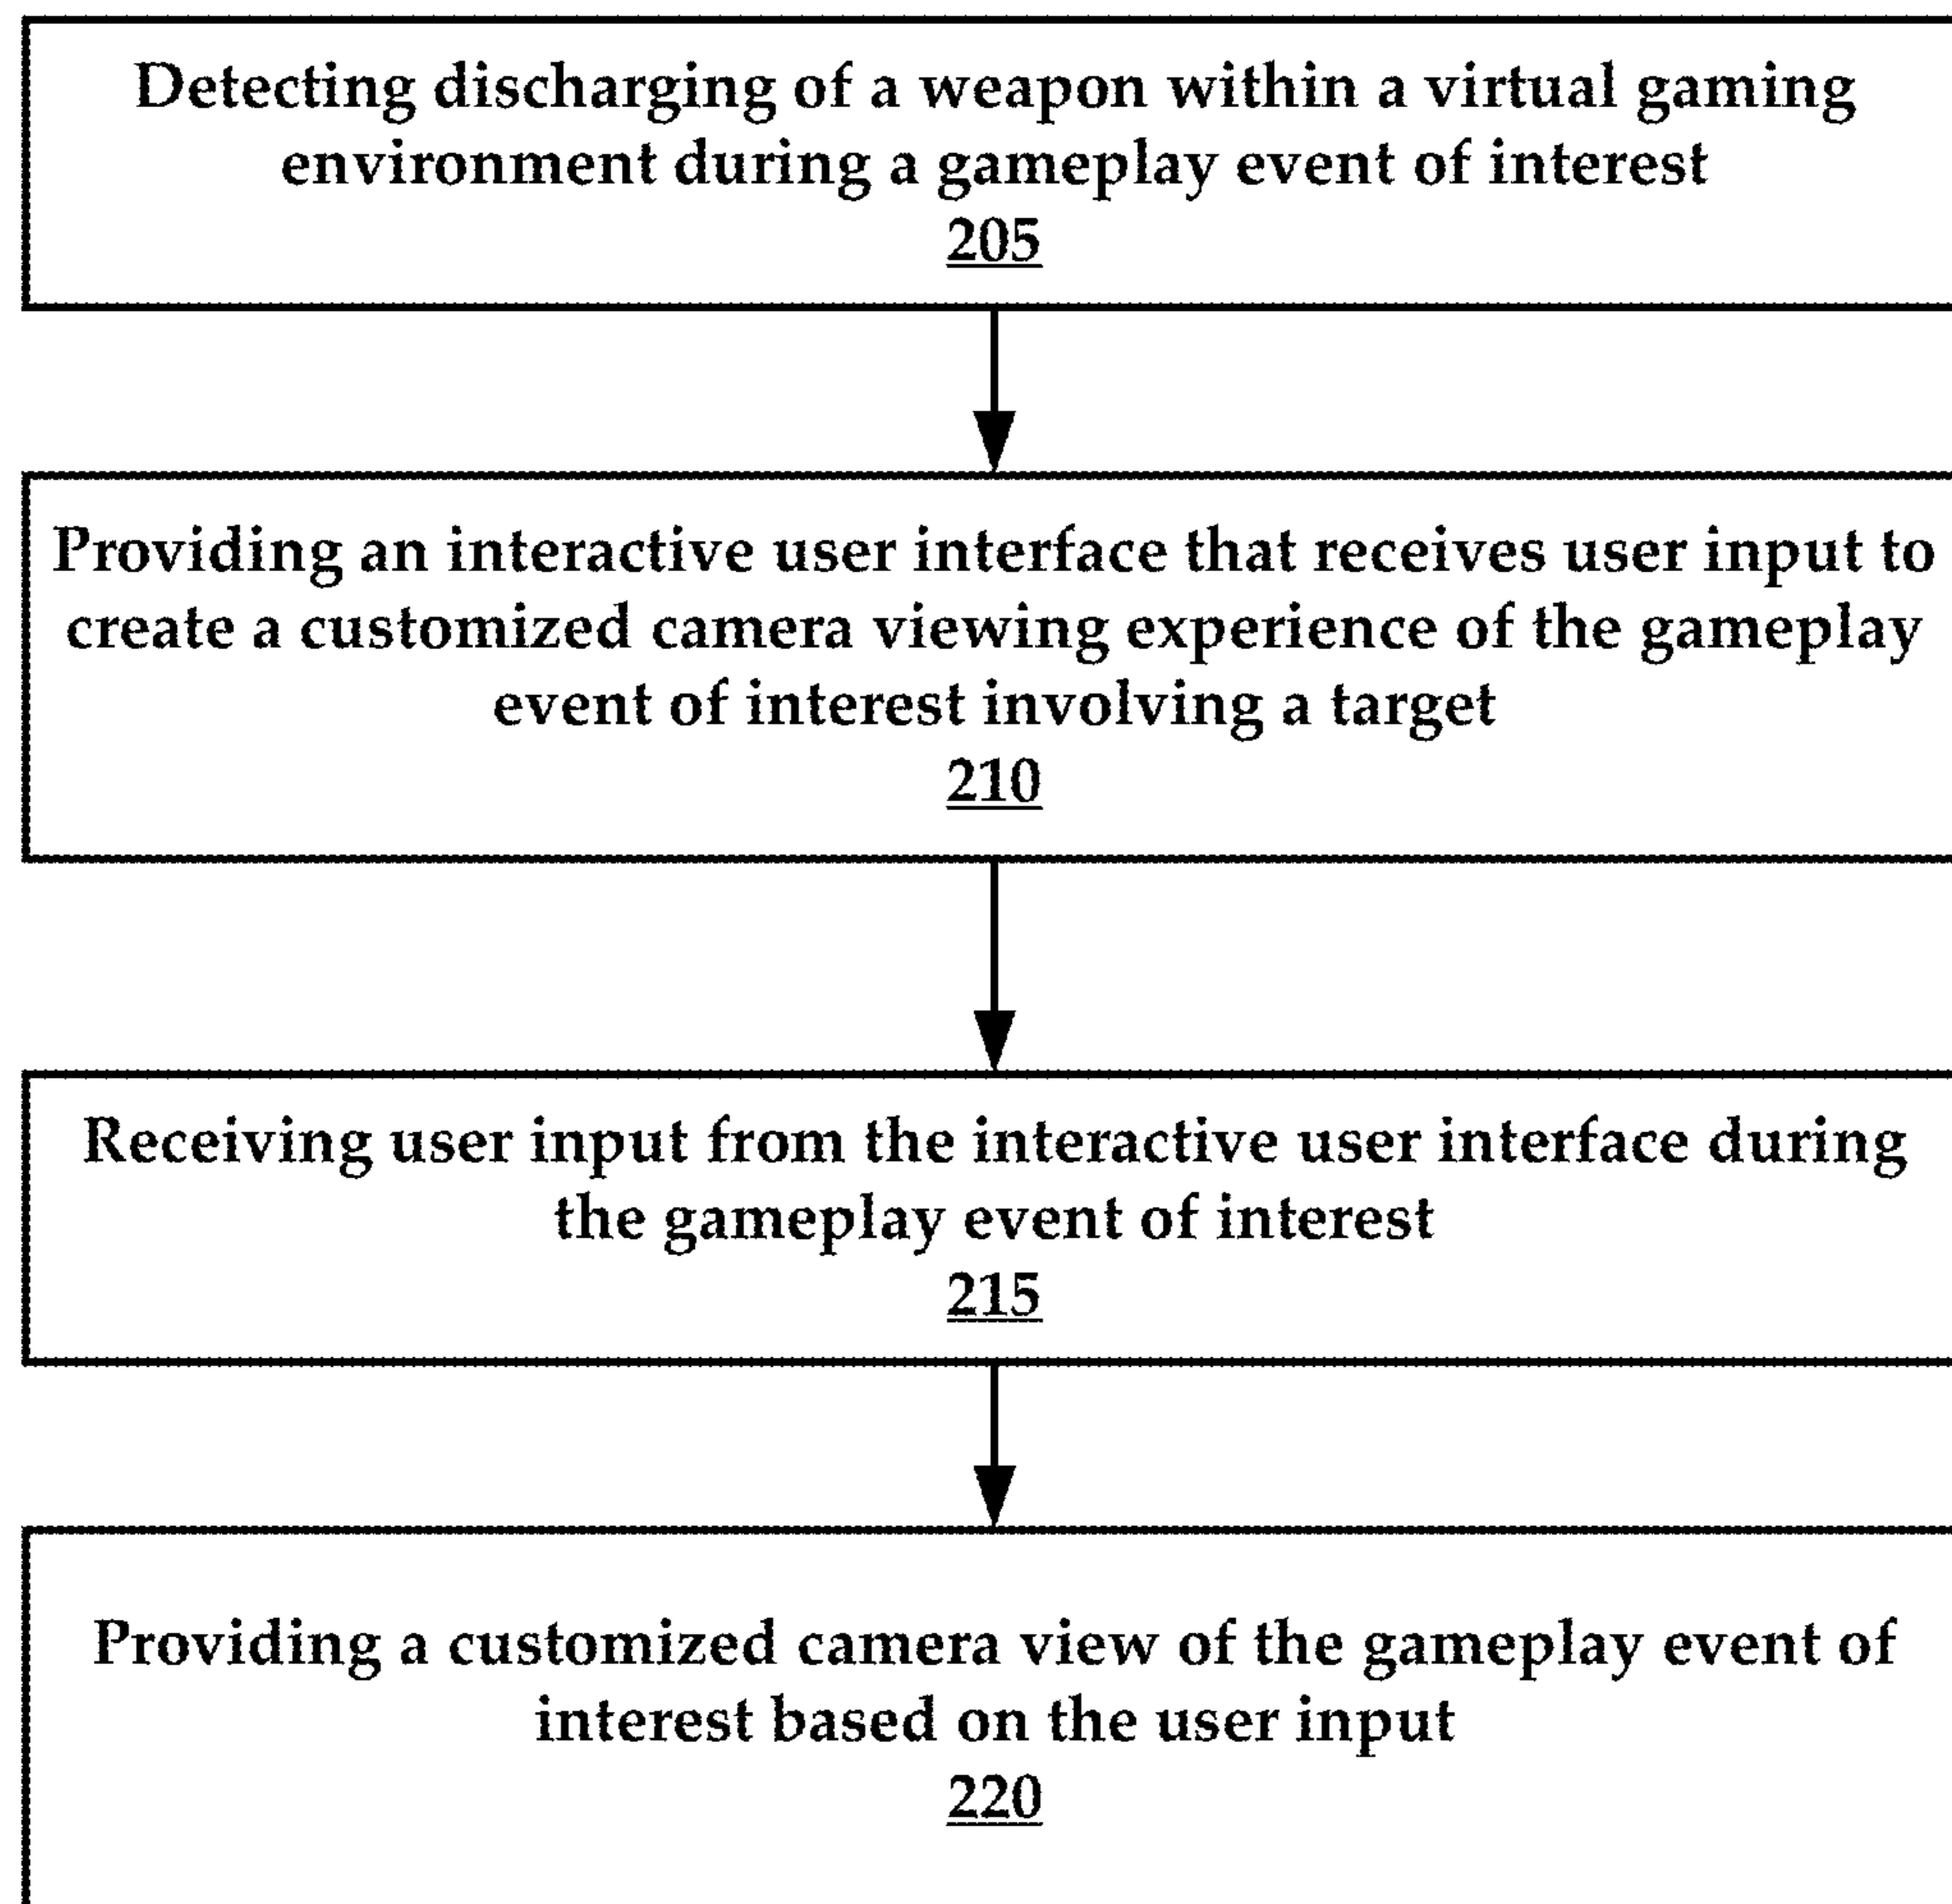 Detecting discharging of a weapon within a virtual gaming
environment during a gameplay event of interest
205
Providing an interactive user interface that receives user input to
create a customized camera viewing experience of the gameplay
event of interest involving a target
210
Receiving user input from the interactive user interface during
the gameplay event of interest
215
Providing a customized camera view of the gameplay event of
interest based on the user input
220